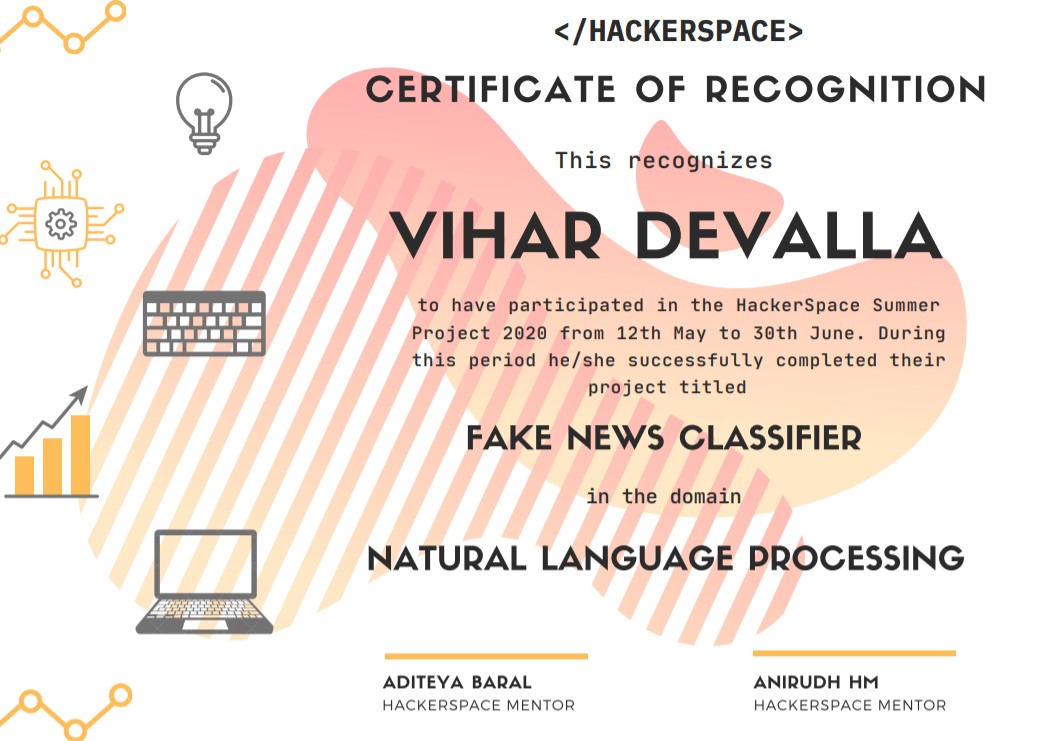 </HACKERSPACE>
CERTIFICATE OF RECOGNITION
This recognizes
VIHAR DEVALLA
to have participated in the HackerSpace Summer
Project 2020 from 12th May to 30th June. During
this period he/she successfully completed their
project titled
FAKE NEWS CLASSIFIER
in the domain
NATURAL LANGUAGE PROCESSING
ADITEYA BARAL
HACKERSPACE MENTOR
ANIRUDH HM
HACKERSPACE MENTOR